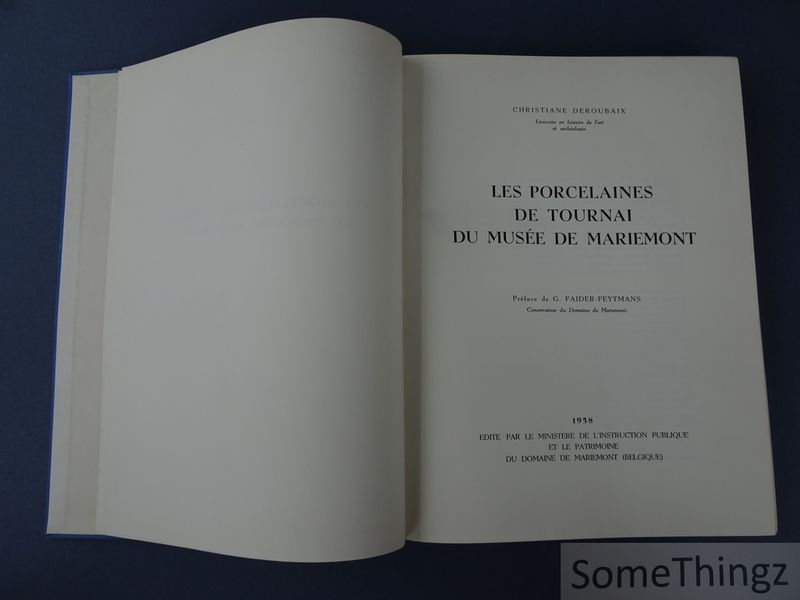 CHRISTIANE DEROUBAIX
Licenciée en histoire de l'art
et archéologie
LES PORCELAINES
DE TOURNAI
DU MUSÉE DE MARIEMONT
Préface de G. FAIDER-FEYTMANS
Conservateur du Domaine de Mariemont.
1958
EDITE PAR LE MINISTERE DE L'INSTRUCTION PUBLIQUE
ET LE PATRIMOINE
DU DOMAINE DE MARIEMONT (BELGIQUE)
SomeThingz